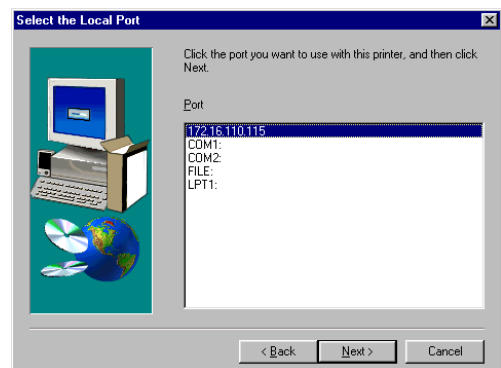 Select the Local Port
Click the port you want to use with this printer, and then click
Next.
Port
172.16.110.115
COM1:
COM2:
FILE:
LPT1:
< Back
Next >
Cancel